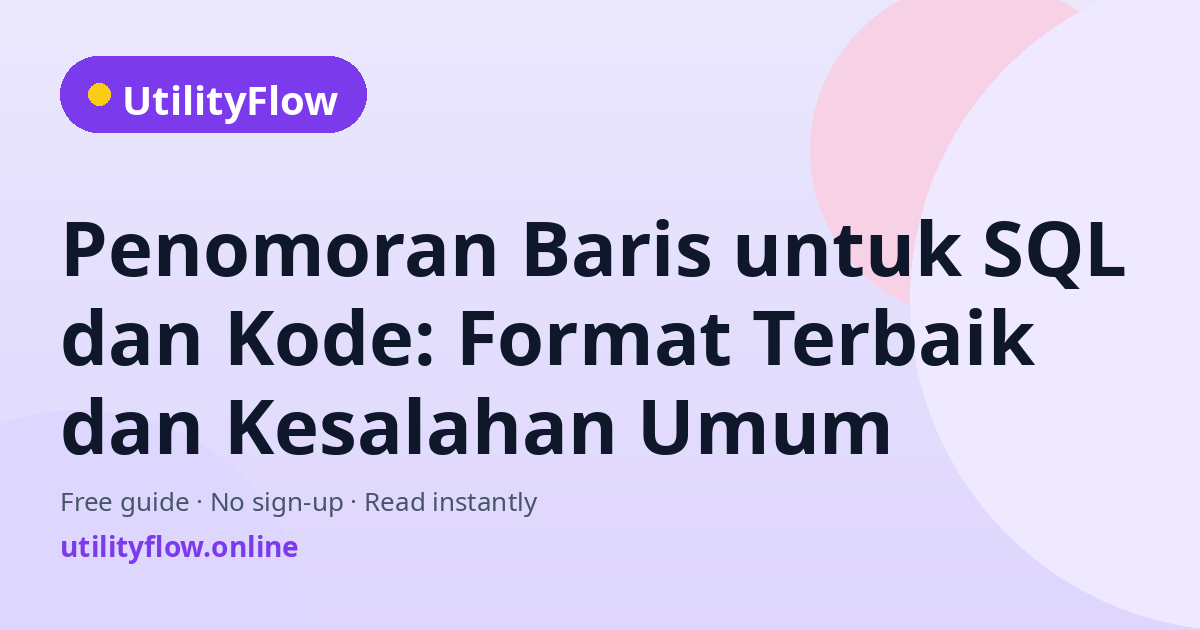 UtilityFlow
Penomoran Baris untuk SQL
dan Kode: Format Terbaik
dan Kesalahan Umum
Free guide · No sign-up · Read instantly
utilityflow.online